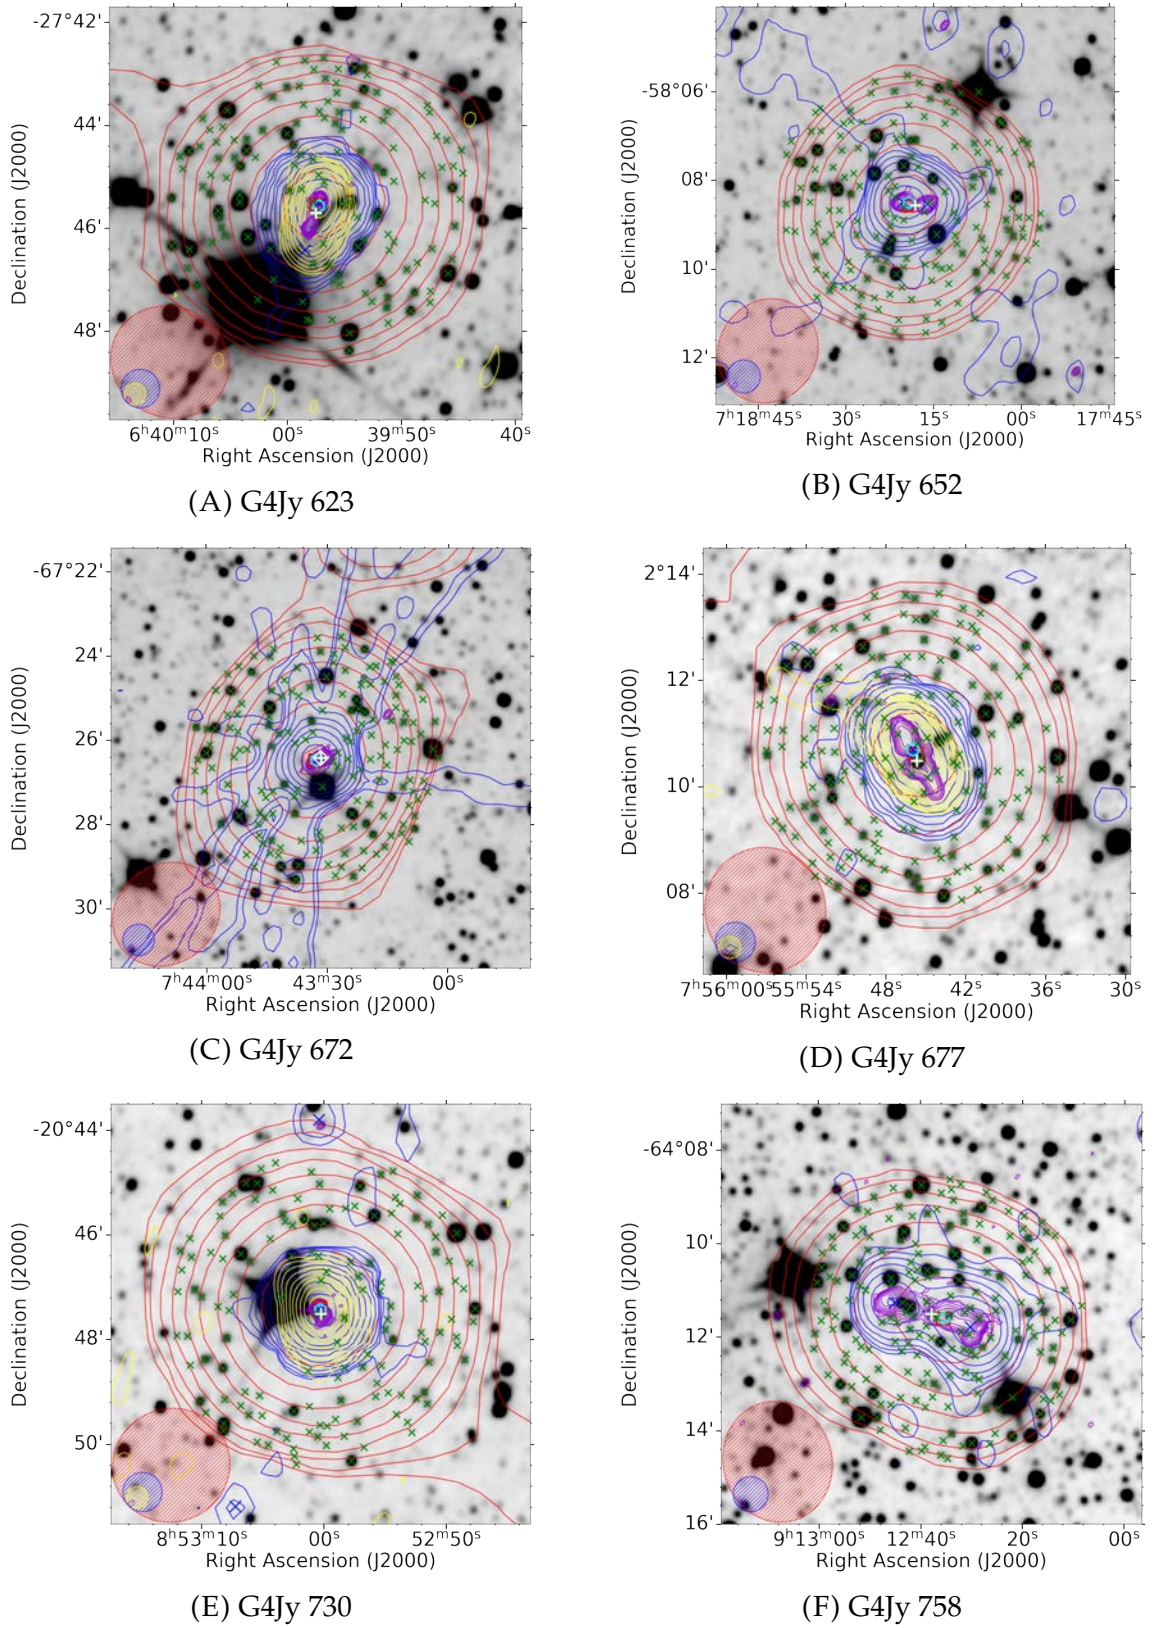 -27°42'
44'
46'
48'
Declination (J2000)
6ʰ40ᵐ10ˢ 00ˢ 39ᵐ50ˢ 40ˢ
Right Ascension (J2000)
(A) G4Jy 623
-58°06'
08'
10'
12'
Declination (J2000)
7ʰ18ᵐ45ˢ 30ˢ 15ˢ 00ˢ 17ᵐ45ˢ
Right Ascension (J2000)
(B) G4Jy 652
-67°22'
24'
26'
28'
30'
Declination (J2000)
7ʰ44ᵐ00ˢ 43ᵐ30ˢ 00ˢ
Right Ascension (J2000)
(C) G4Jy 672
2°14'
12'
10'
08'
Declination (J2000)
7ʰ56ᵐ00ˢ 55ᵐ54ˢ 48ˢ 42ˢ 36ˢ 30ˢ
Right Ascension (J2000)
(D) G4Jy 677
-20°44'
46'
48'
50'
Declination (J2000)
8ʰ53ᵐ10ˢ 00ˢ 52ᵐ50ˢ
Right Ascension (J2000)
(E) G4Jy 730
-64°08'
10'
12'
14'
16'
Declination (J2000)
9ʰ13ᵐ00ˢ 12ᵐ40ˢ 20ˢ 00ˢ
Right Ascension (J2000)
(F) G4Jy 758